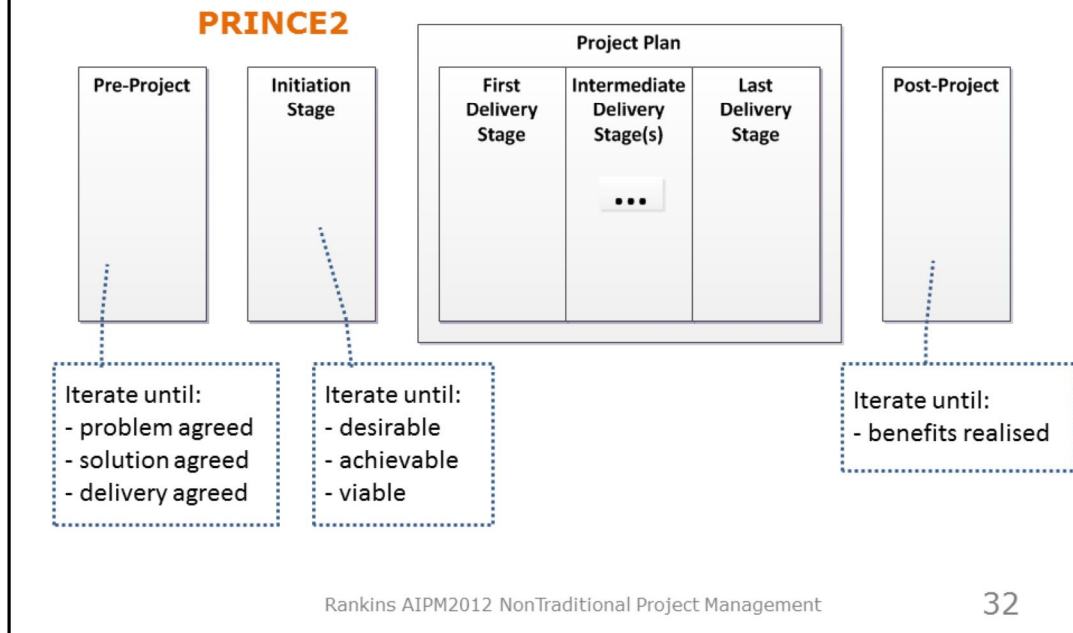 PRINCE2
Project Plan
Pre-Project
Initiation
Stage
First
Delivery
Stage
Intermediate
Delivery
Stage(s)
...
Last
Delivery
Stage
Post-Project
Iterate until:
- problem agreed
- solution agreed
- delivery agreed
Iterate until:
- desirable
- achievable
- viable
Iterate until:
- benefits realised
Rankins AIPM2012 NonTraditional Project Management
32